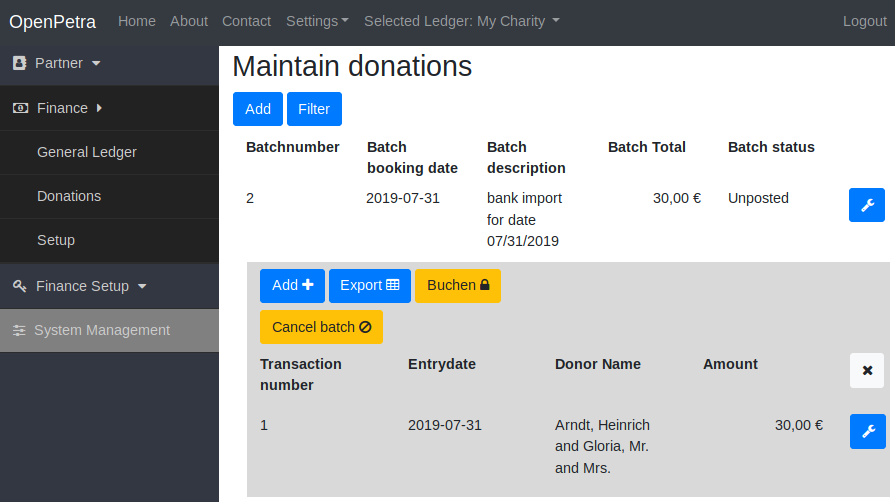 OpenPetra Home About Contact Settings Selected Ledger: My Charity Logout
Partner
Finance
General Ledger
Donations
Setup
Finance Setup
System Management
Maintain donations
Add Filter
Batchnumber Batch booking date Batch description Batch Total Batch status
2 2019-07-31 bank import for date 07/31/2019 30,00 € Unposted
Add Export Buchen
Cancel batch
Transaction number Entrydate Donor Name Amount
1 2019-07-31 Arndt, Heinrich and Gloria, Mr. and Mrs. 30,00 €